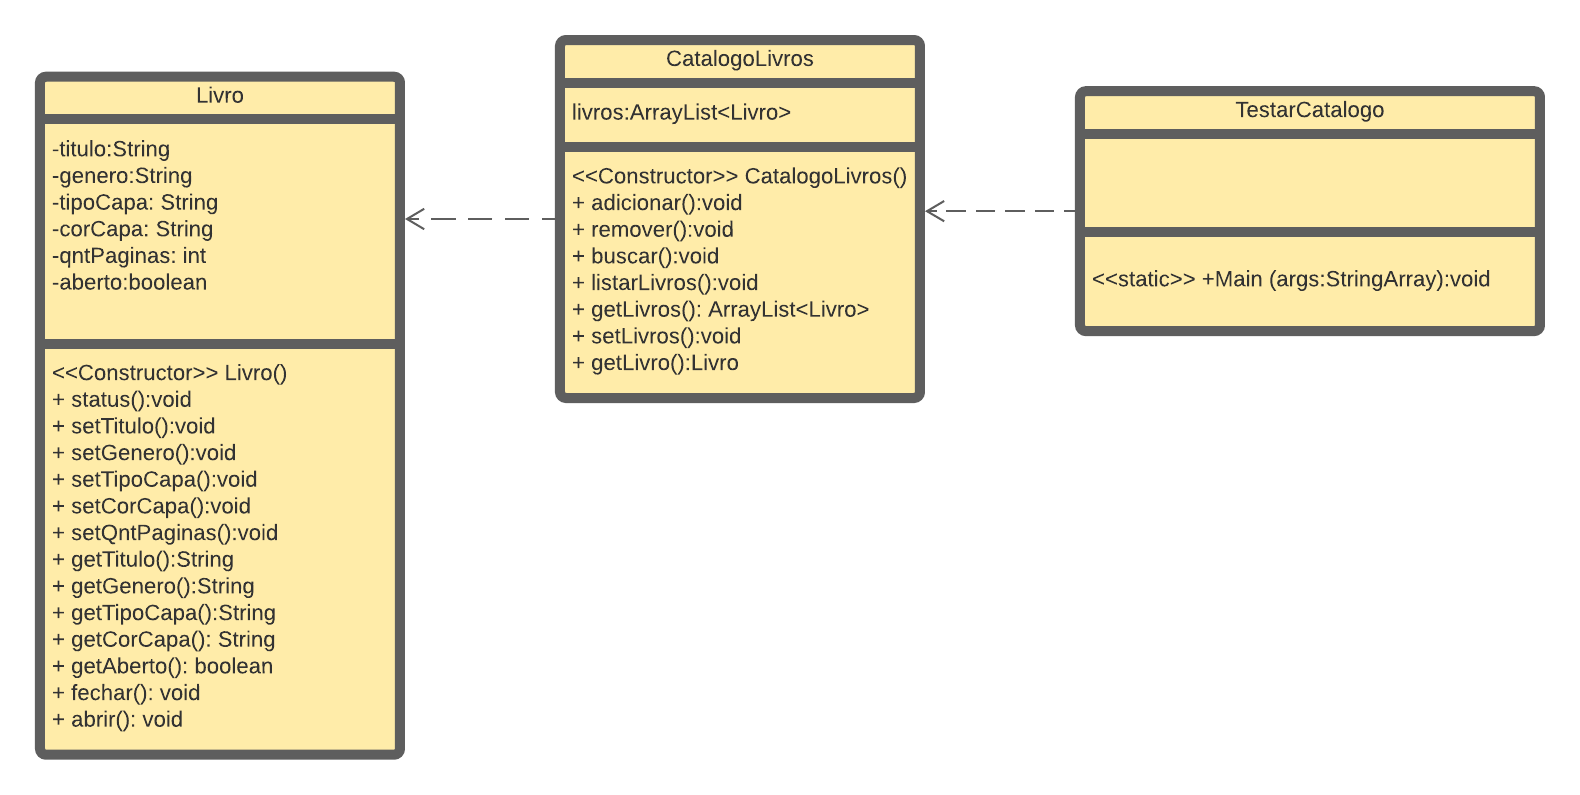 Livro
-titulo:String
-genero:String
-tipoCapa: String
-corCapa: String
-qntPaginas: int
-aberto:boolean
<<Constructor>> Livro()
+ status():void
+ setTitulo():void
+ setGenero():void
+ setTipoCapa():void
+ setCorCapa():void
+ setQntPaginas():void
+ getTitulo():String
+ getGenero():String
+ getTipoCapa():String
+ getCorCapa(): String
+ getAberto(): boolean
+ fechar(): void
+ abrir(): void
CatalogoLivros
livros:ArrayList<Livro>
<<Constructor>> CatalogoLivros()
+ adicionar():void
+ remover():void
+ buscar():void
+ listarLivros():void
+ getLivros(): ArrayList<Livro>
+ setLivros():void
+ getLivro():Livro
TestarCatalogo
<<static>> +Main (args:StringArray):void